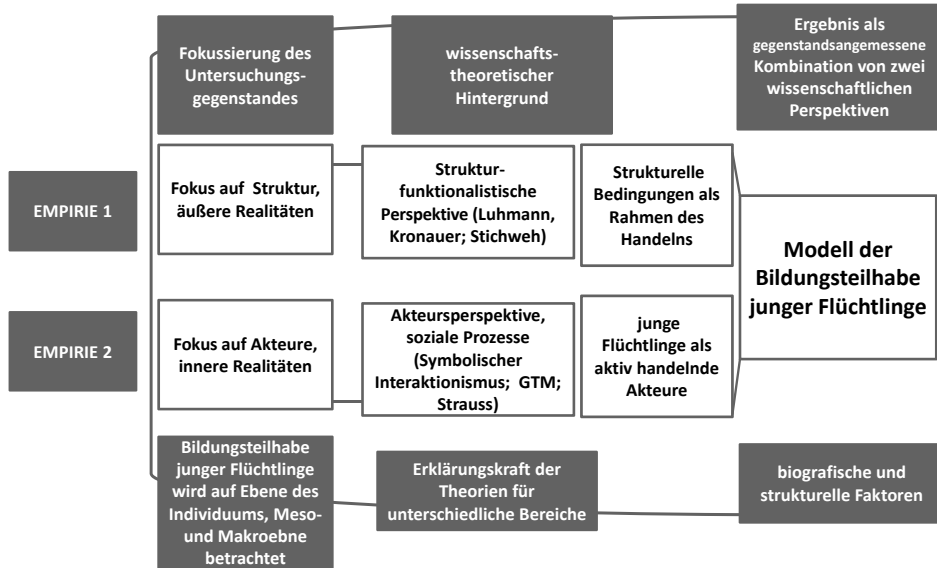 Fokussierung des
Untersuchungs-
gegenstandes
wissenschafts-
theoretischer
Hintergrund
Ergebnis als
gegenstandsangemessene
Kombination von zwei
wissenschaftlichen
Perspektiven
EMPIRIE 1
Fokus auf Struktur,
äußere Realitäten
Struktur-
funktionalistische
Perspektive (Luhmann,
Kronauer; Stichweh)
Strukturelle
Bedingungen als
Rahmen des
Handelns
Modell der
Bildungsteilhabe
junger Flüchtlinge
EMPIRIE 2
Fokus auf Akteure,
innere Realitäten
Akteursperspektive,
soziale Prozesse
(Symbolischer
Interaktionismus; GTM;
Strauss)
junge
Flüchtlinge als
aktiv handelnde
Akteure
Bildungsteilhabe
junger Flüchtlinge
wird auf Ebene des
Individuums, Meso-
und Makroebne
betrachtet
Erklärungskraft der
Theorien für
unterschiedliche Bereiche
biografische und
strukturelle Faktoren